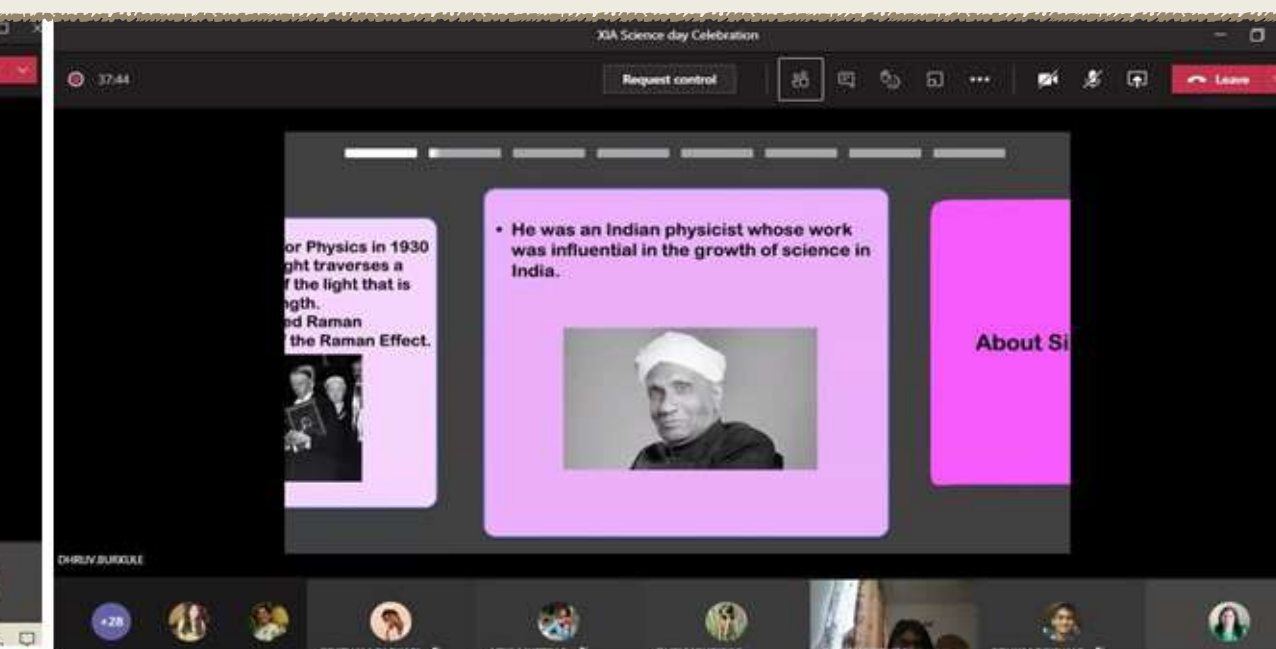 XIA Science day Celebration
37:44
Request control
Leave
or Physics in 1930
ght traverses a
f the light that is
ngth.
ed Raman
the Raman Effect.
• He was an Indian physicist whose work
was influential in the growth of science in
India.
About Si
DHRUV.BURKULE
+28